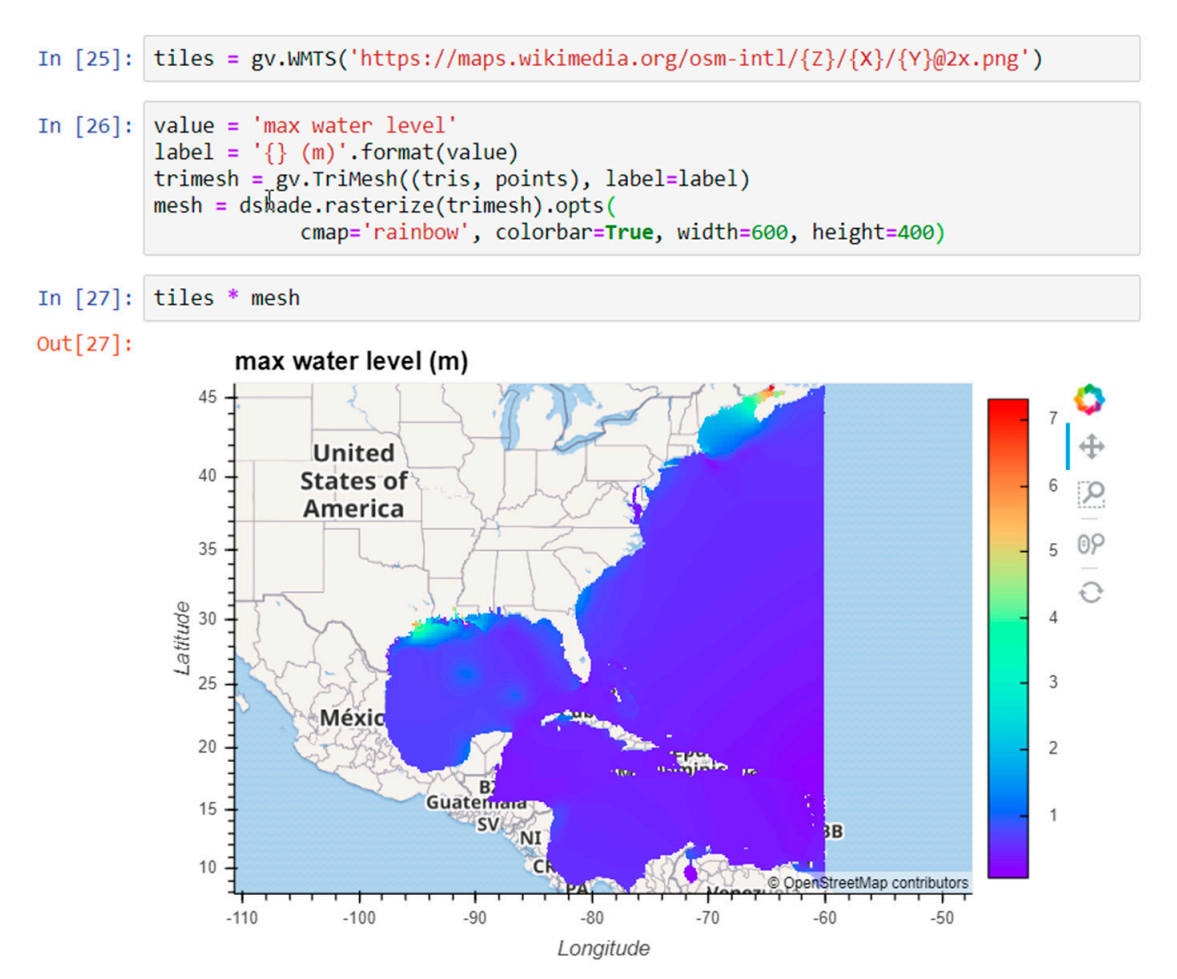 In [25]: tiles = gv.WMTS('https://maps.wikimedia.org/osm-intl/{Z}/{X}/{Y}@2x.png')
In [26]: value = 'max water level'
label = '{} (m)'.format(value)
trimesh = gv.TriMesh((tris, points), label=label)
mesh = dshade.rasterize(trimesh).opts(
cmap='rainbow', colorbar=True, width=600, height=400)
In [27]: tiles * mesh
Out[27]:
max water level (m)
45
40
35
30
25
20
15
10
Latitude
United
States of
America
Méxic
Guatemala
SV
NI
PA
© OpenStreetMap contributors
-110
-100
-90
-80
-70
-60
-50
Longitude
7
6
5
4
3
2
1